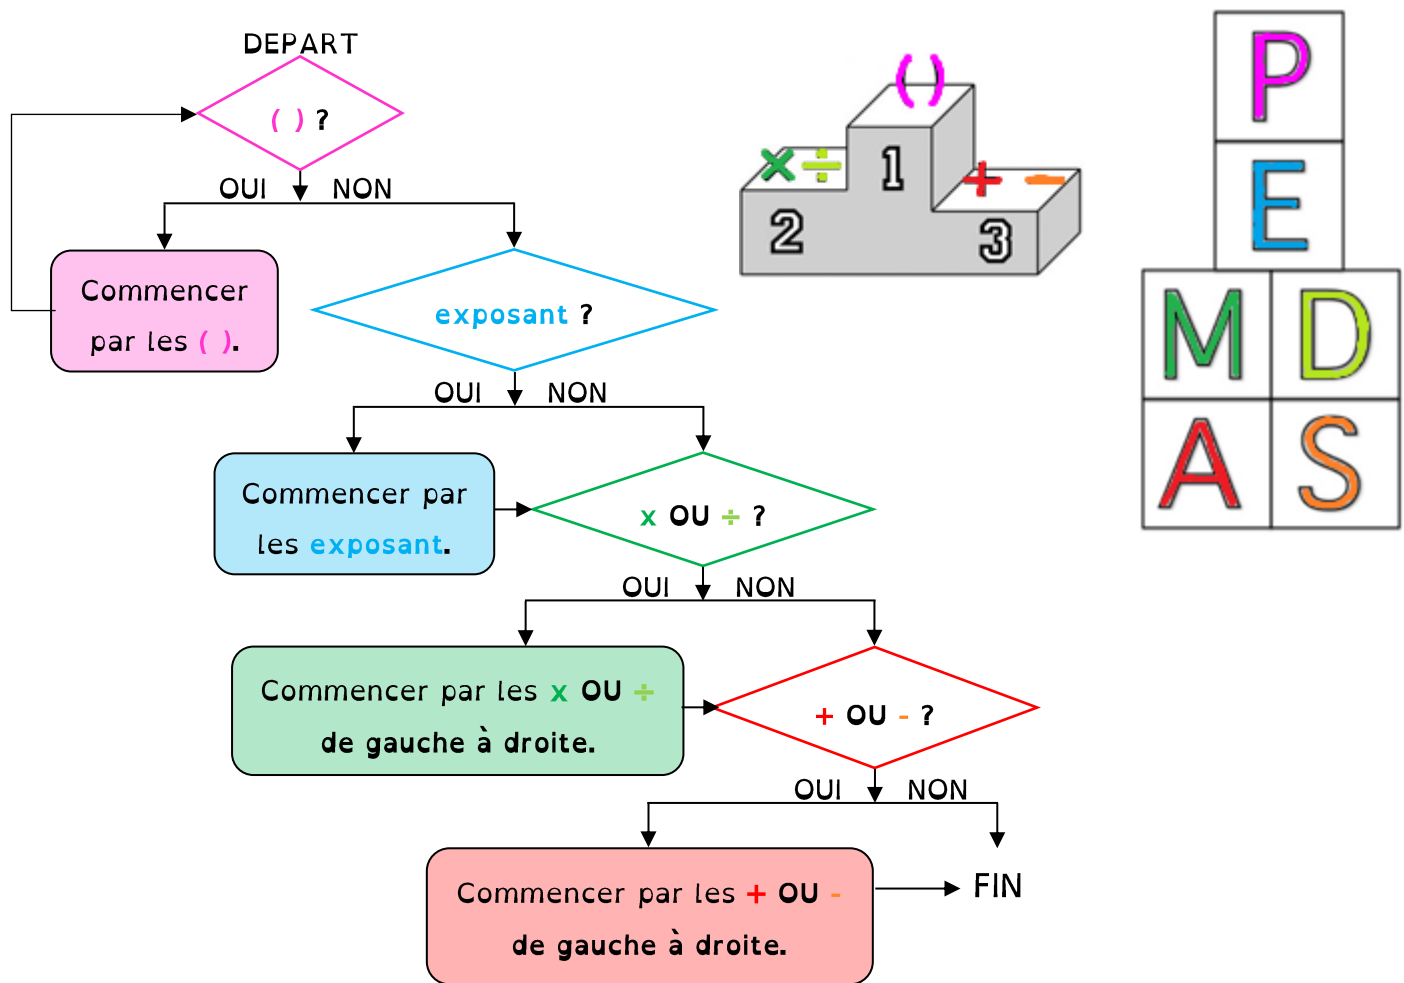 DEPART
( ) ?
OUI NON
Commencer
par les ( ).
exposant ?
OUI NON
Commencer par
les exposant.
x OU ÷ ?
OUI NON
Commencer par les x OU ÷
de gauche à droite.
+ OU - ?
OUI NON
Commencer par les + OU -
de gauche à droite.
FIN
( )
1
× ÷
2
+ -
3
P
E
M D
A S